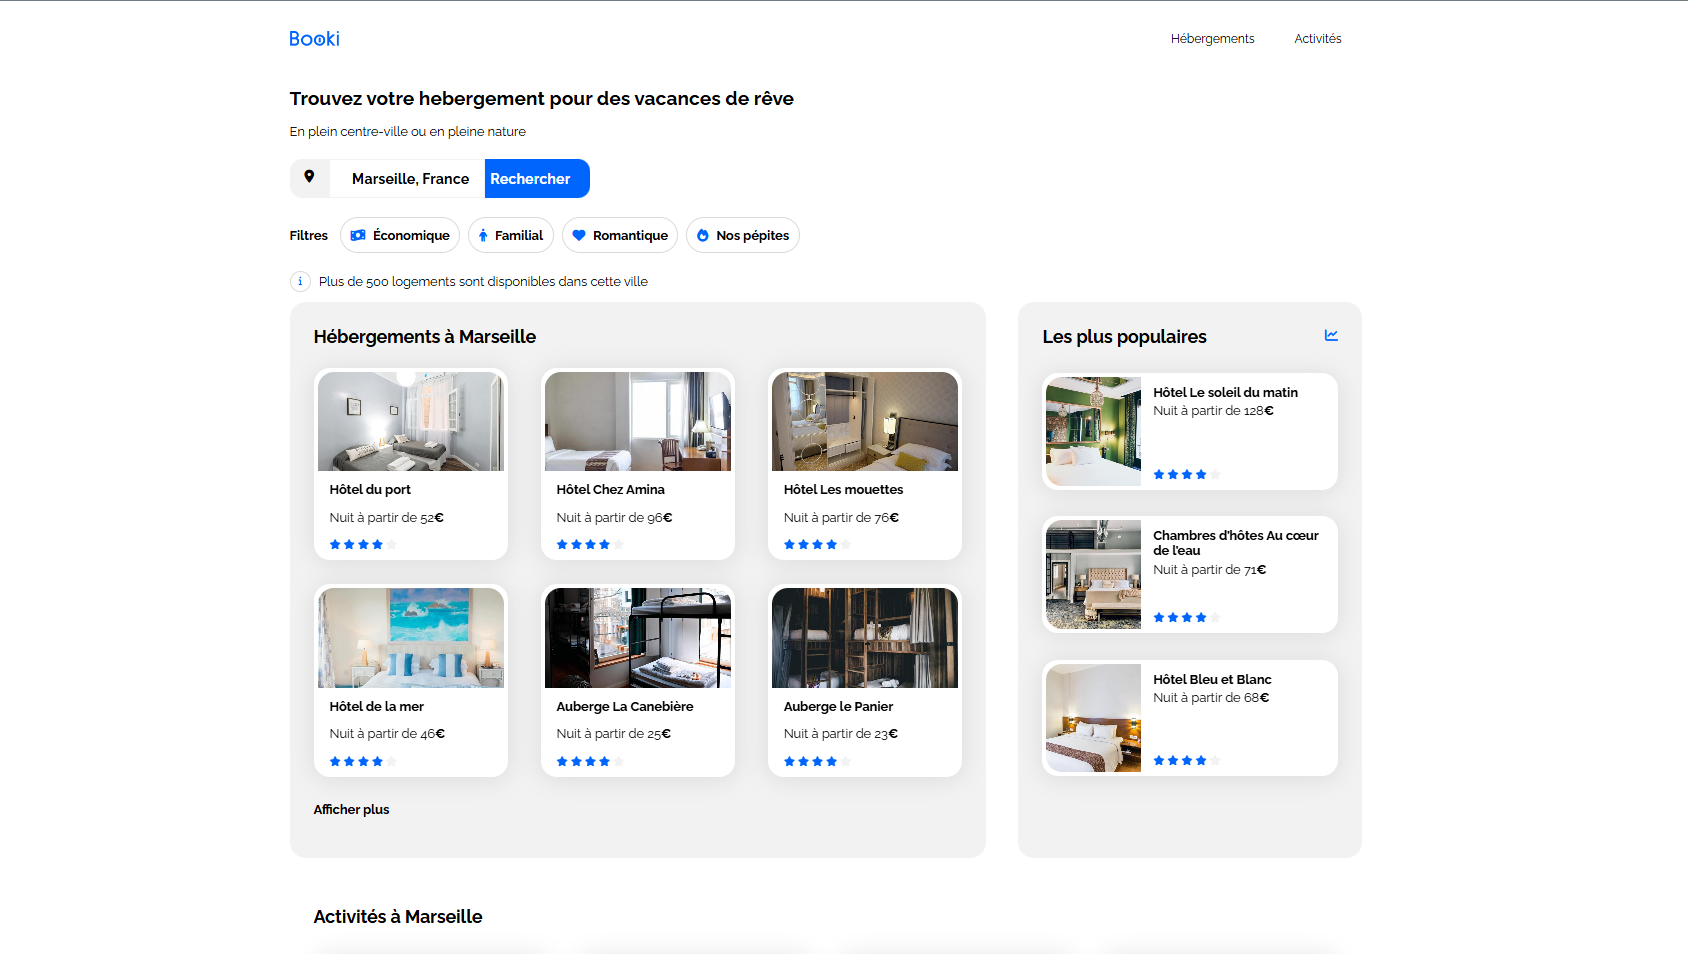 Booki
Hébergements
Activités
Trouvez votre hebergement pour des vacances de rêve
En plein centre-ville ou en pleine nature
Marseille, France
Rechercher
Filtres
Économique
Familial
Romantique
Nos pépites
i
Plus de 500 logements sont disponibles dans cette ville
Hébergements à Marseille
Hôtel du port
Nuit à partir de 52€
Hôtel Chez Amina
Nuit à partir de 96€
Hôtel Les mouettes
Nuit à partir de 76€
Hôtel de la mer
Nuit à partir de 46€
Auberge La Canebière
Nuit à partir de 25€
Auberge le Panier
Nuit à partir de 23€
Afficher plus
Les plus populaires
Hôtel Le soleil du matin
Nuit à partir de 128€
Chambres d'hôtes Au cœur
de l'eau
Nuit à partir de 71€
Hôtel Bleu et Blanc
Nuit à partir de 68€
Activités à Marseille